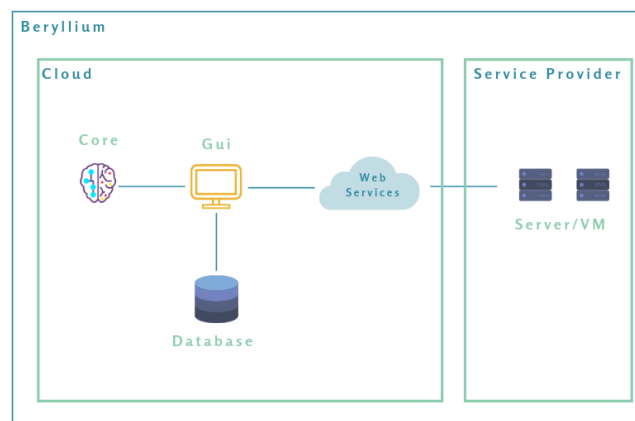 Beryllium
Cloud
Service Provider
Core
Gui
Web
Services
Server/VM
Database